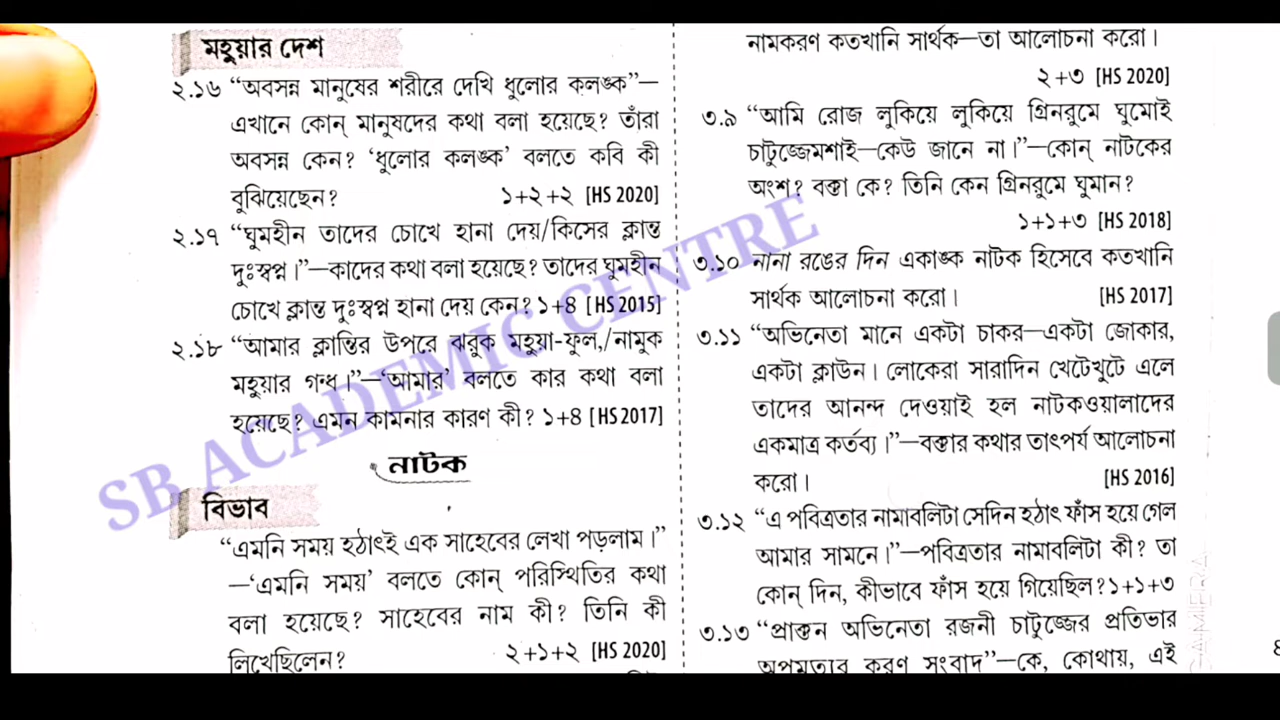 মহুয়ার দেশ
২.১৬ “অবসন্ন মানুষের শরীরে দেখি ধুলোর কলঙ্ক”—
এখানে কোন্ মানুষদের কথা বলা হয়েছে? তাঁরা
অবসন্ন কেন? ‘ধুলোর কলঙ্ক’ বলতে কবি কী
বুঝিয়েছেন? ১+২+২ [HS 2020]
২.১৭ “ঘুমহীন তাদের চোখে হানা দেয়/কিসের ক্লান্ত
দুঃস্বপ্ন।”—কাদের কথা বলা হয়েছে? তাদের ঘুমহীন
চোখে ক্লান্ত দুঃস্বপ্ন হানা দেয় কেন? ১+৪ [HS 2015]
২.১৮ “আমার ক্লান্তির উপরে ঝরুক মহুয়া-ফুল,/নামুক
মহুয়ার গন্ধ।”—‘আমার’ বলতে কার কথা বলা
হয়েছে? এমন কামনার কারণ কী? ১+৪ [HS 2017]
নাটক
বিভাব
“এমনি সময় হঠাৎই এক সাহেবের লেখা পড়লাম।”
—‘এমনি সময়’ বলতে কোন্ পরিস্থিতির কথা
বলা হয়েছে? সাহেবের নাম কী? তিনি কী
লিখেছিলেন? ২+১+২ [HS 2020]
নামকরণ কতখানি সার্থক—তা আলোচনা করো।
২+৩ [HS 2020]
৩.৯ “আমি রোজ লুকিয়ে লুকিয়ে গ্রিনরুমে ঘুমোই
চাটুজ্জেমশাই—কেউ জানে না।”—কোন্ নাটকের
অংশ? বক্তা কে? তিনি কেন গ্রিনরুমে ঘুমান?
১+১+৩ [HS 2018]
৩.১০ নানা রঙের দিন একাঙ্ক নাটক হিসেবে কতখানি
সার্থক আলোচনা করো। [HS 2017]
৩.১১ “অভিনেতা মানে একটা চাকর—একটা জোকার,
একটা ক্লাউন। লোকেরা সারাদিন খেটেখুটে এলে
তাদের আনন্দ দেওয়াই হল নাটকওয়ালাদের
একমাত্র কর্তব্য।”—বক্তার কথার তাৎপর্য আলোচনা
করো। [HS 2016]
৩.১২ “এ পবিত্রতার নামাবলিটা সেদিন হঠাৎ ফাঁস হয়ে গেল
আমার সামনে।”—পবিত্রতার নামাবলিটা কী? তা
কোন্ দিন, কীভাবে ফাঁস হয়ে গিয়েছিল? ১+১+৩
৩.১৩ “প্রাক্তন অভিনেতা রজনী চাটুজ্জের প্রতিভার
অপমৃত্যুর করুণ সংবাদ”—কে, কোথায়, এই
SB ACADEMIC CENTRE